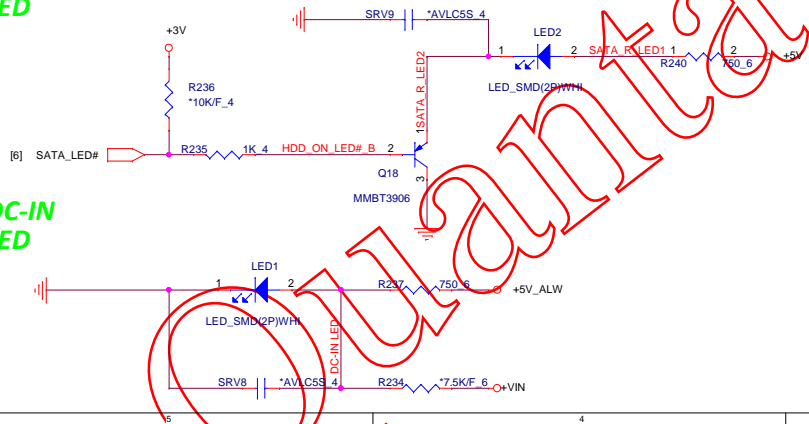 ED
+3V
SRV9 *AVLC5S_4
LED2
1 2 SATA_R_LED1 1 2 +5V
R240 750_6
LED_SMD(2P)WHI
SATA_R_LED2
R236
*10K/F_4
[6] SATA_LED# R235 1K_4 HDD_ON_LED#_B 2
1
Q18
3
MMBT3906
DC-IN
ED
LED1
1 2 R237 750_6 +5V_ALW
LED_SMD(2P)WHI
DC-IN LED
SRV8 *AVLC5S_4 R234 *7.5K/F_6 +VIN
5 4
Quanta